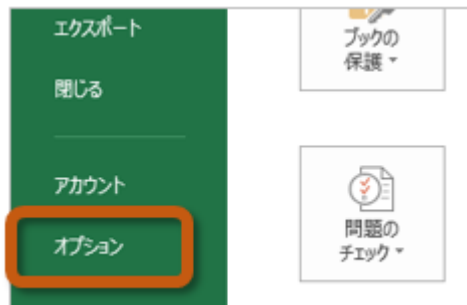 エクスポート
閉じる
アカウント
オプション
ブックの
保護
問題の
チェック